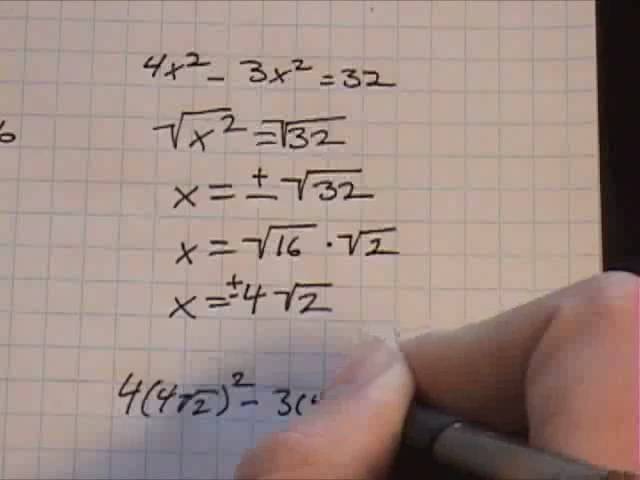 4x² - 3x² = 32
√x² = √32
x = ± √32
x = √16 · √2
x = ± 4 √2
4(4√2)² - 3(